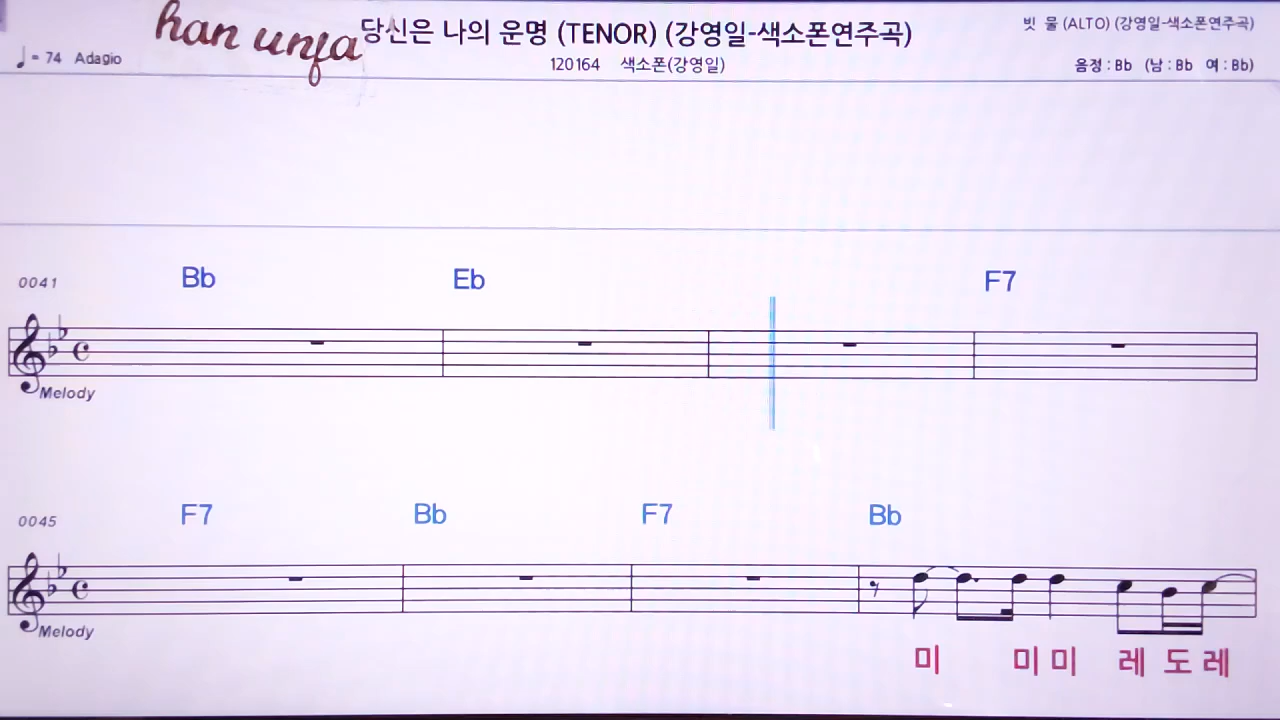 han unfa
당신은 나의 운명 (TENOR) (강영일-색소폰연주곡)
빗 물 (ALTO) (강영일-색소폰연주곡)
♩ = 74 Adagio
120164 색소폰(강영일)
음정 : Bb (남 : Bb 여 : Bb)
0041 Bb Eb F7
Melody
0045 F7 Bb F7 Bb
Melody
미 미 미 레 도 레